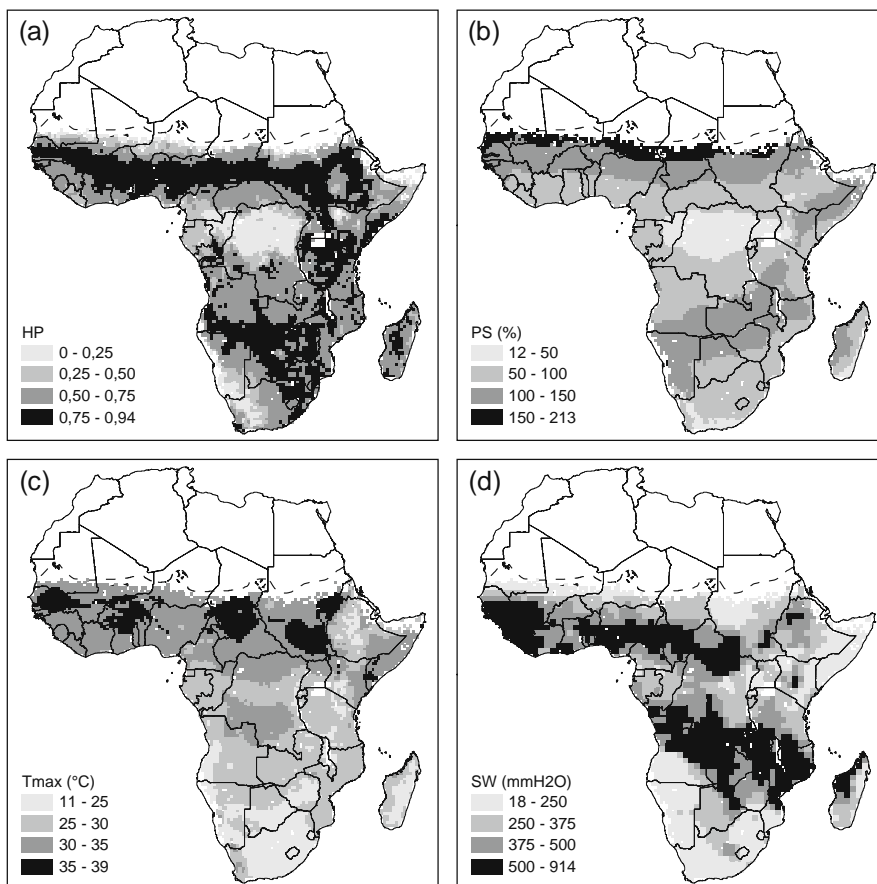 (a)
HP
0 - 0,25
0,25 - 0,50
0,50 - 0,75
0,75 - 0,94
(b)
PS (%)
12 - 50
50 - 100
100 - 150
150 - 213
(c)
Tmax (°C)
11 - 25
25 - 30
30 - 35
35 - 39
(d)
SW (mmH2O)
18 - 250
250 - 375
375 - 500
500 - 914